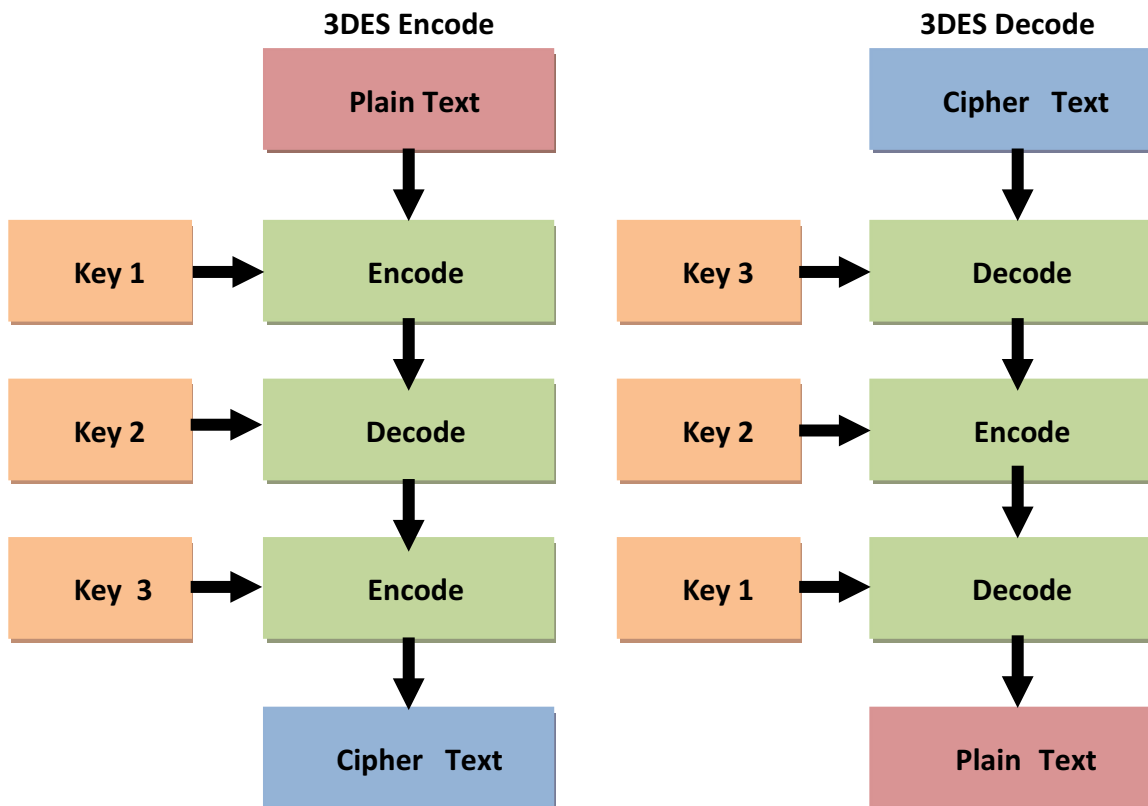 3DES Encode
Plain Text
Key 1
Encode
Key 2
Decode
Key 3
Encode
Cipher Text
3DES Decode
Cipher Text
Key 3
Decode
Key 2
Encode
Key 1
Decode
Plain Text